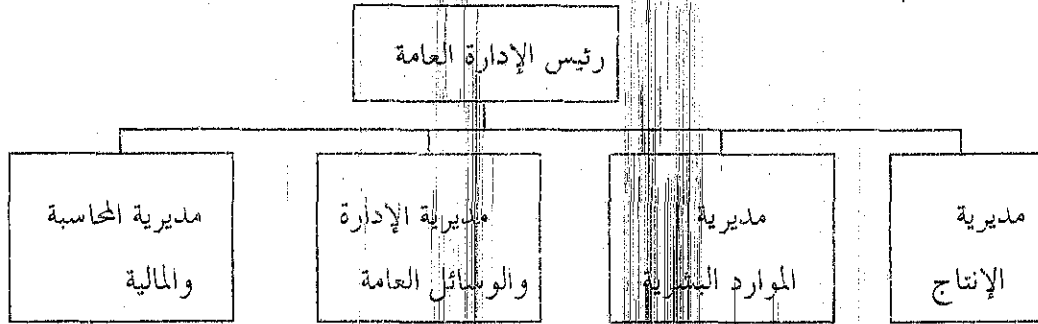 رئيس الإدارة العامة
مديرية
الإنتاج
مديرية
الموارد البشرية
مديرية الإدارة
والوسائل العامة
مديرية المحاسبة
والمالية